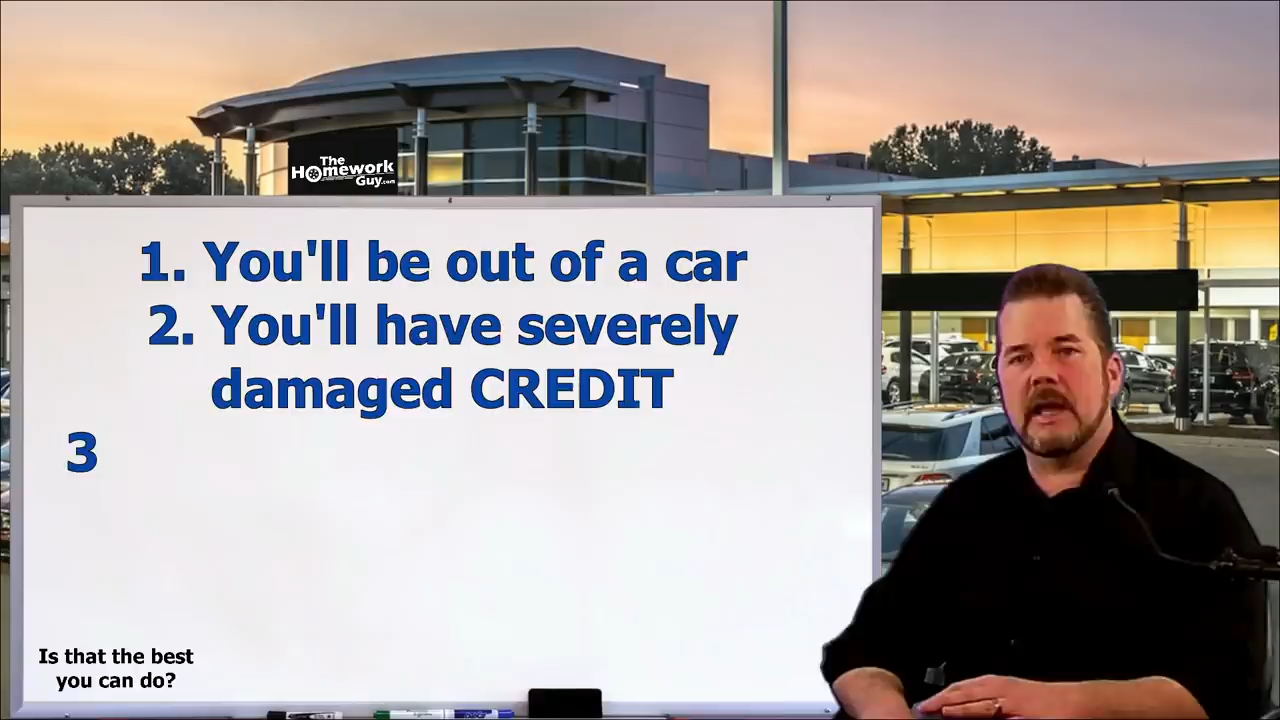 The
Homework
Guy.com
1. You'll be out of a car
2. You'll have severely
damaged CREDIT
3
Is that the best
you can do?